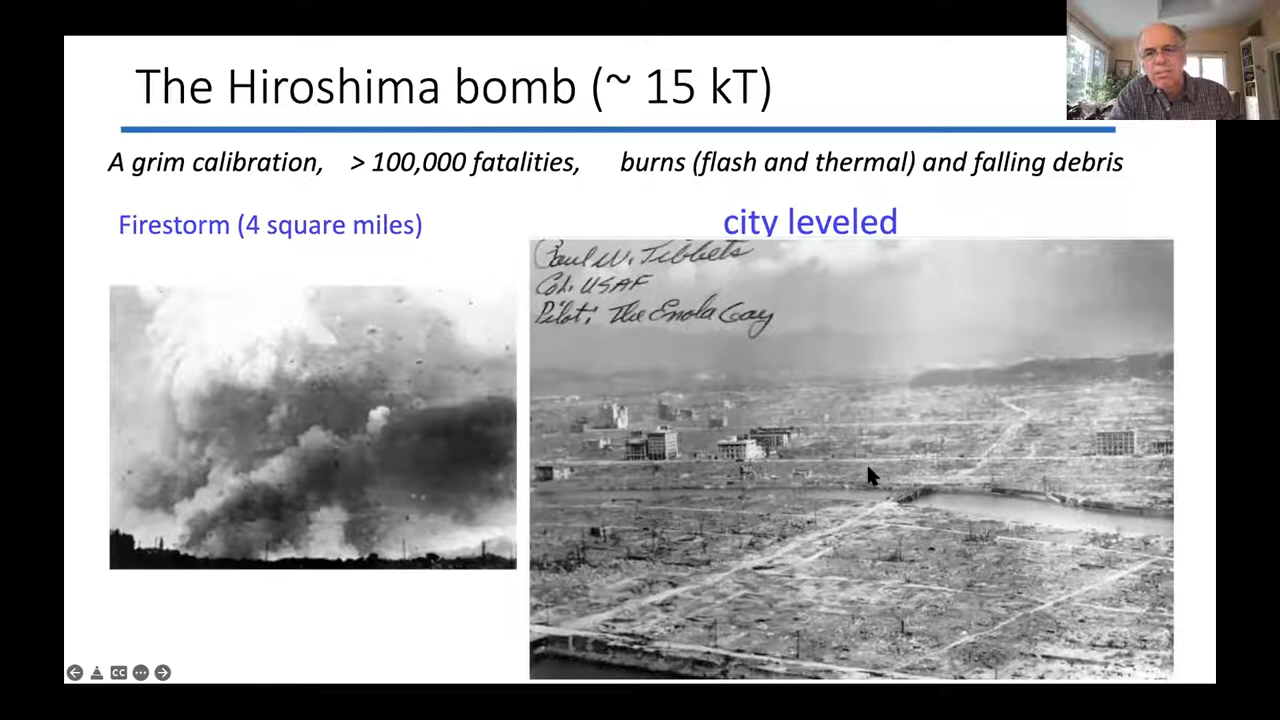 The Hiroshima bomb (~ 15 kT)
A grim calibration, > 100,000 fatalities, burns (flash and thermal) and falling debris
Firestorm (4 square miles)
city leveled
Paul W. Tibbets
Col. USAF
Pilot: The Enola Gay
CC